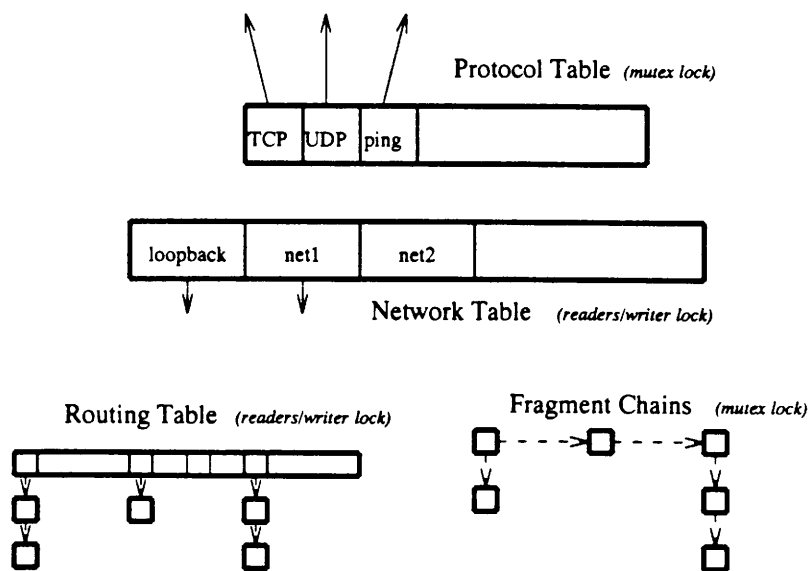 Protocol Table (mutex lock)
TCP UDP ping
loopback net1 net2
Network Table (readers/writer lock)
Routing Table (readers/writer lock)
Fragment Chains (mutex lock)